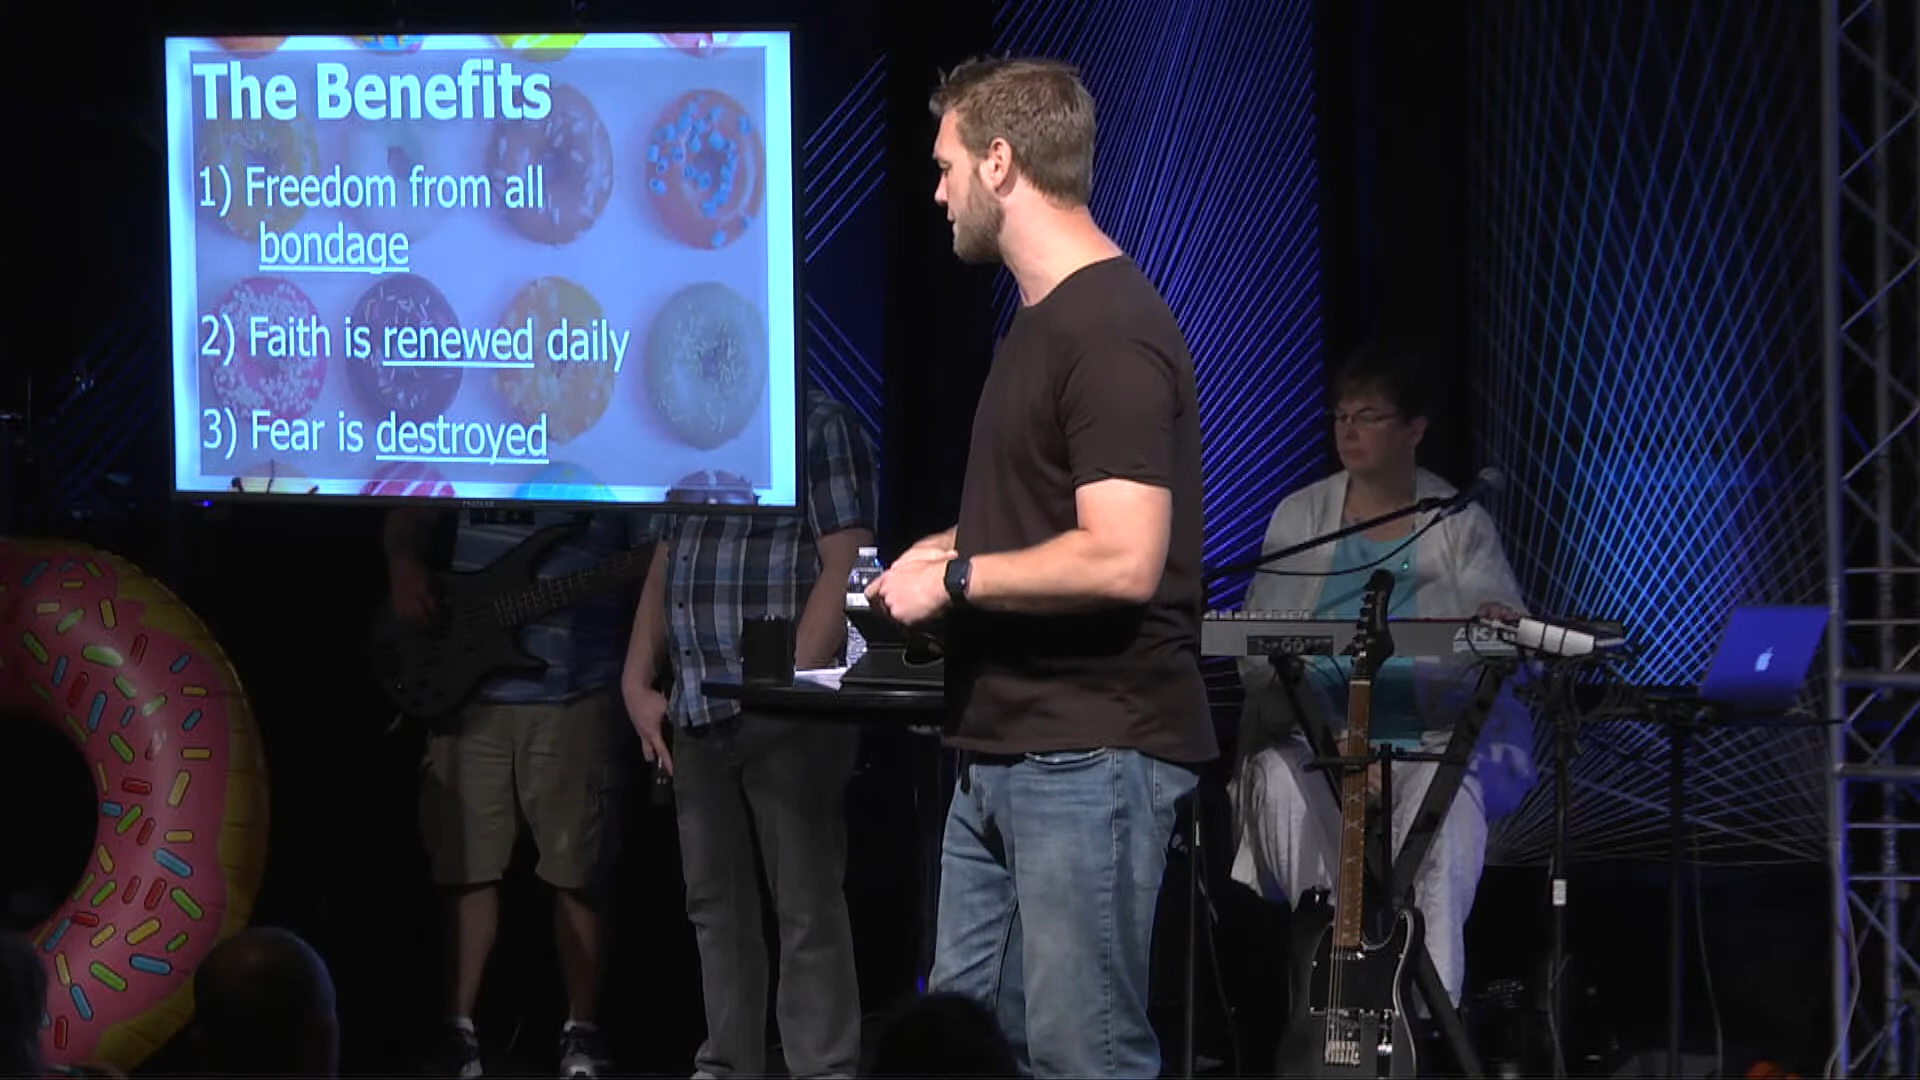 The Benefits
1) Freedom from all
bondage
2) Faith is renewed daily
3) Fear is destroyed